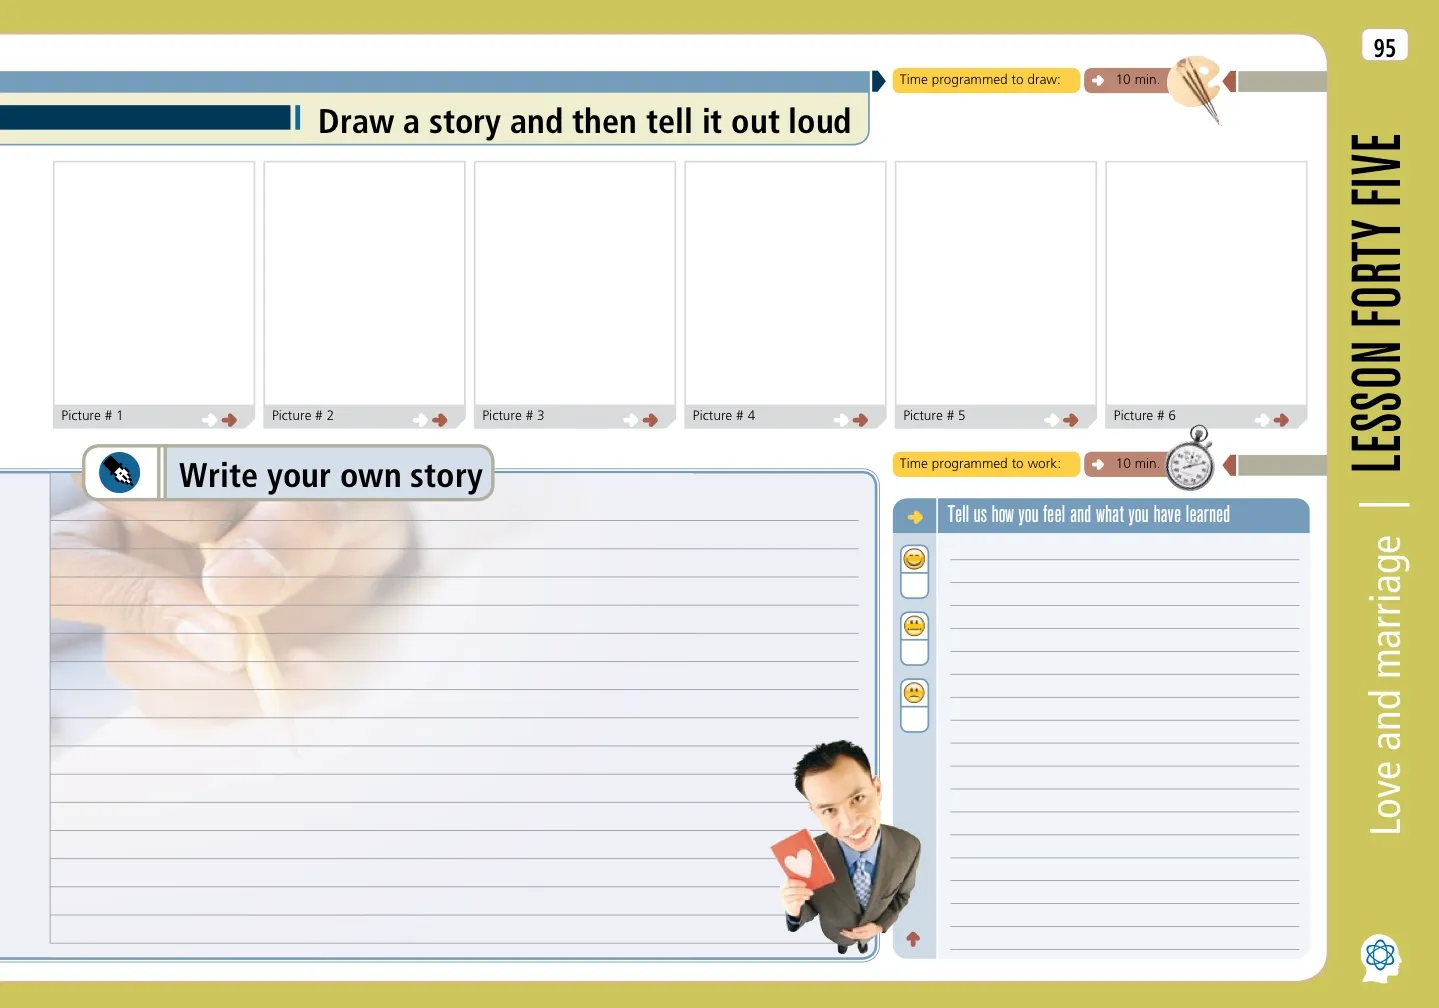 95
Time programmed to draw:
10 min.
Draw a story and then tell it out loud
Picture # 1
Picture # 2
Picture # 3
Picture # 4
Picture # 5
Picture # 6
Write your own story
Time programmed to work:
10 min.
Tell us how you feel and what you have learned
LESSON FORTY FIVE
Love and marriage